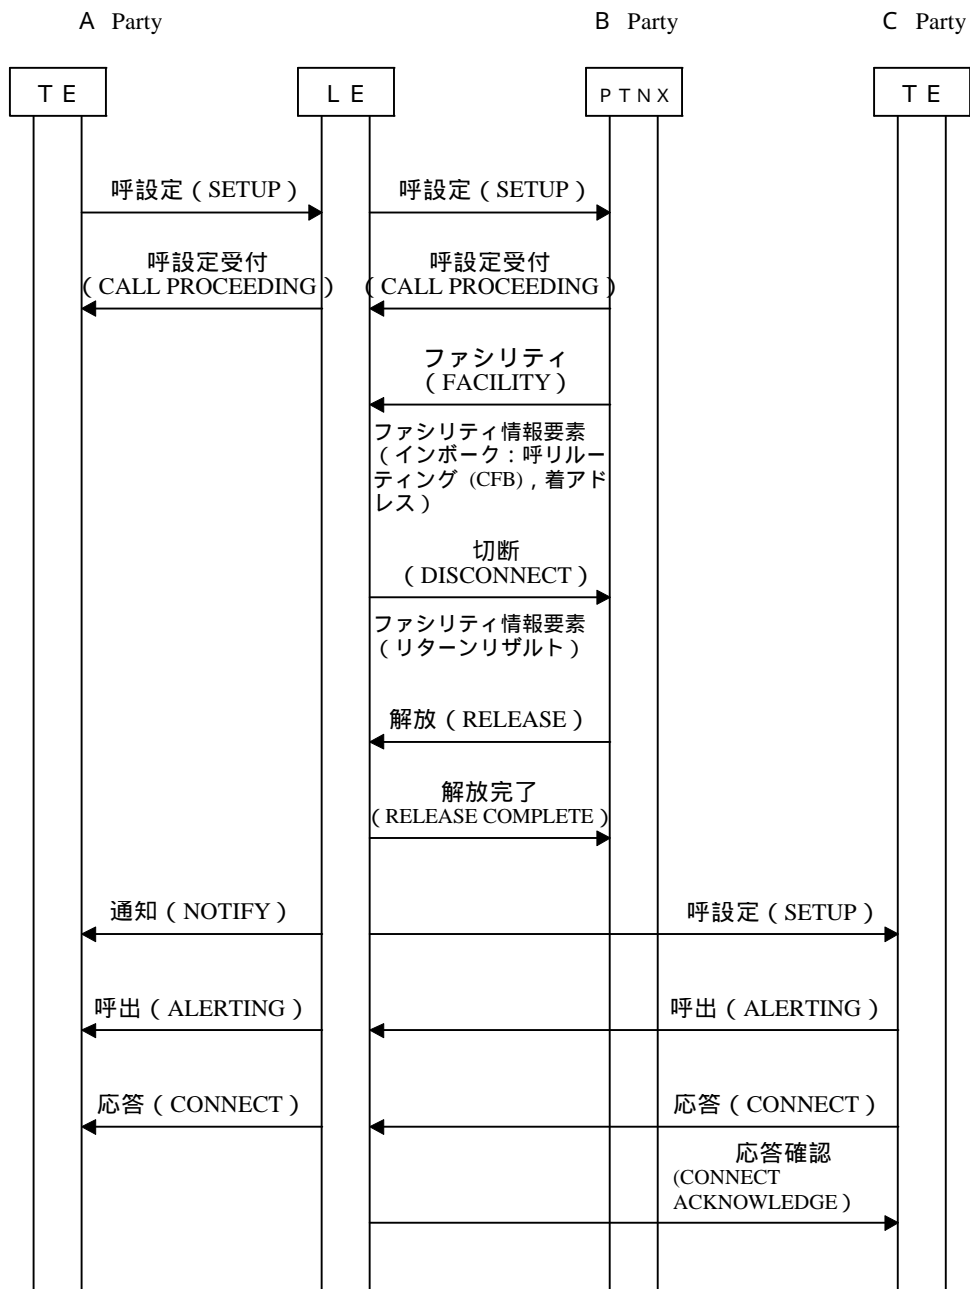 A Party
B Party
C Party
ＴＥ
ＬＥ
ＰＴＮＸ
ＴＥ
呼設定（SETUP）
呼設定（SETUP）
呼設定受付
（CALL PROCEEDING）
呼設定受付
（CALL PROCEEDING）
ファシリティ
（FACILITY）
ファシリティ情報要素
（インボーク：呼リルー
ティング (CFB)，着アド
レス）
切断
（DISCONNECT）
ファシリティ情報要素
（リターンリザルト）
解放（RELEASE）
解放完了
（RELEASE COMPLETE）
通知（NOTIFY）
呼設定（SETUP）
呼出（ALERTING）
呼出（ALERTING）
応答（CONNECT）
応答（CONNECT）
応答確認
(CONNECT
ACKNOWLEDGE）